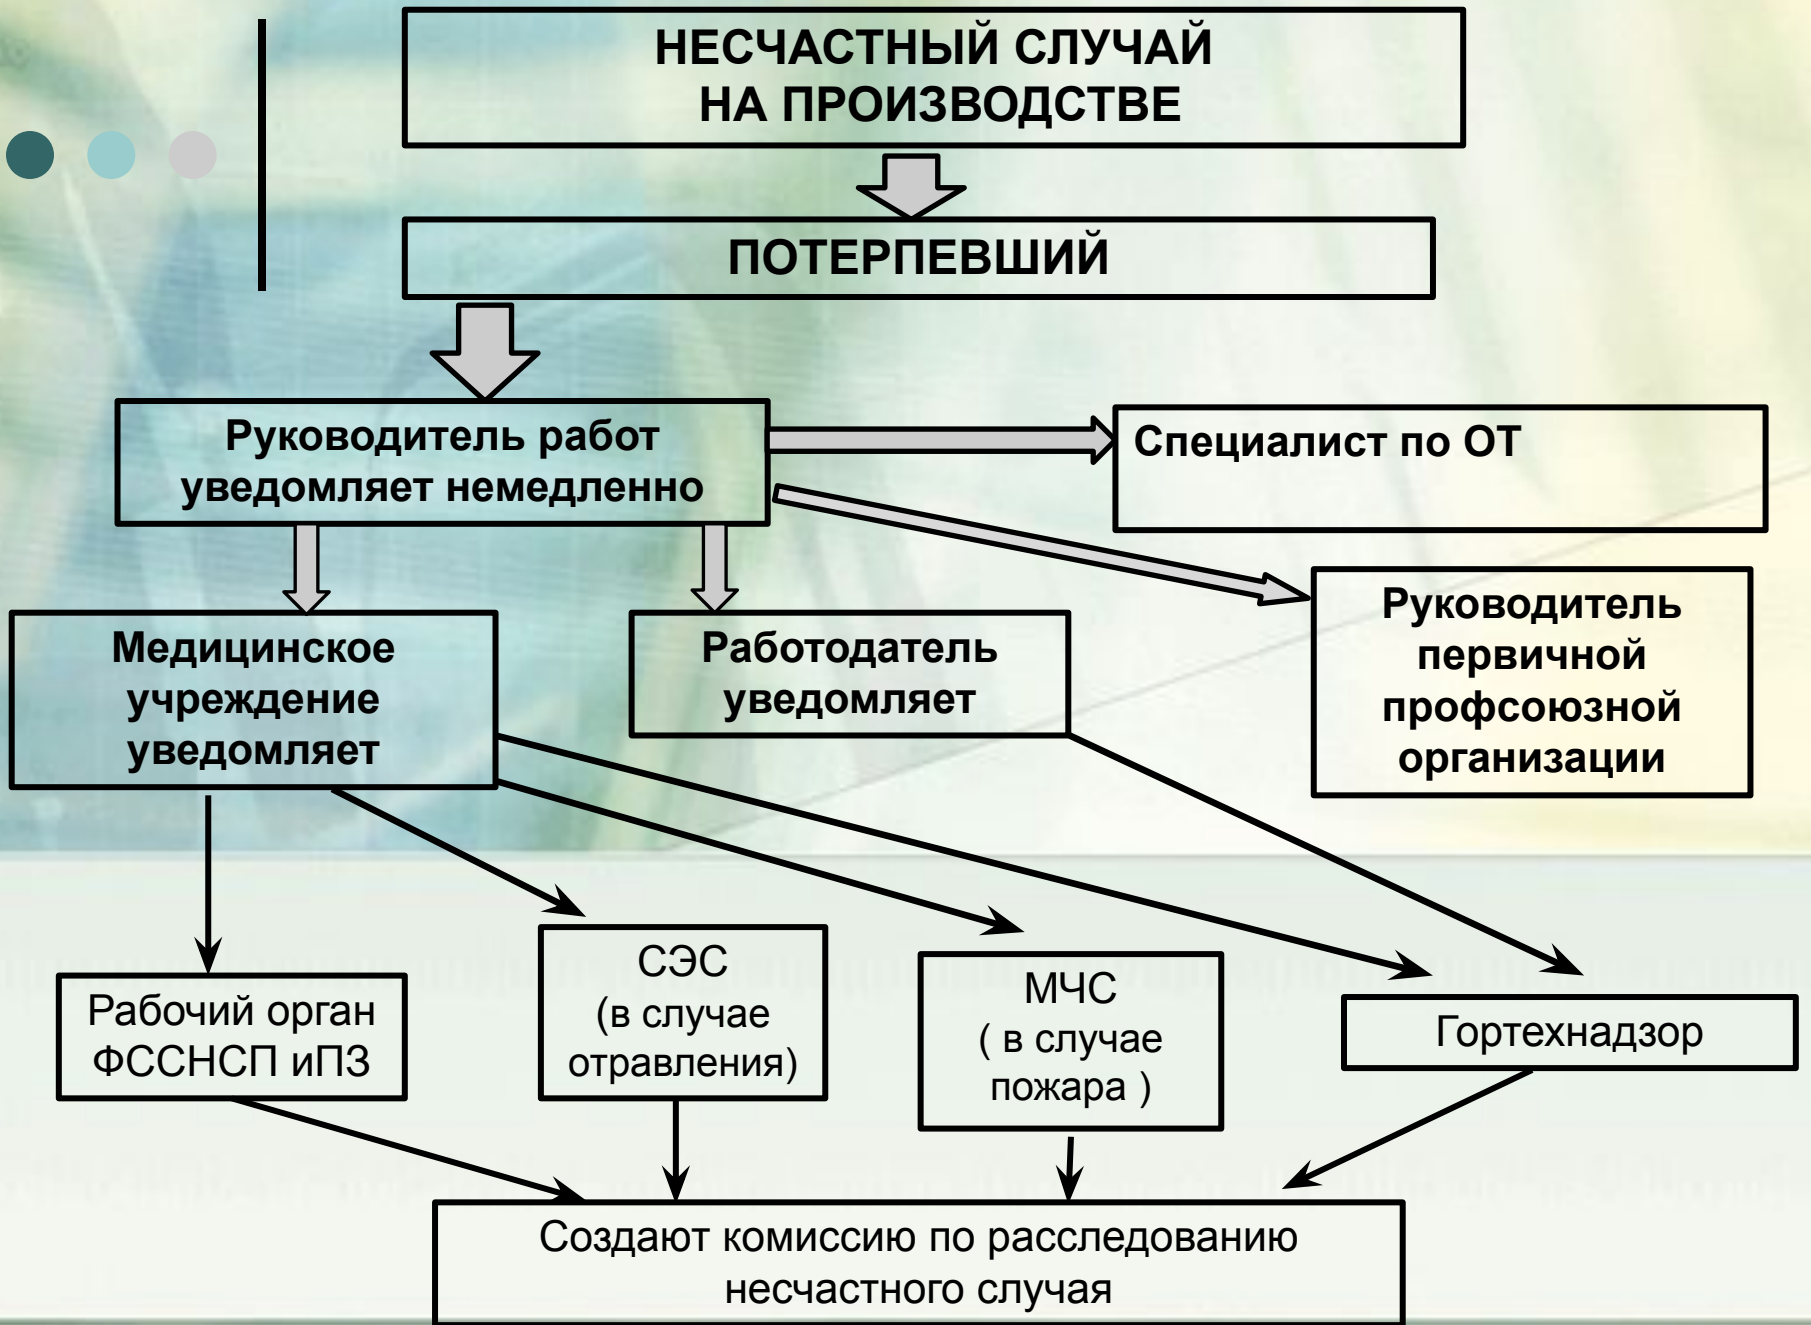 НЕСЧАСТНЫЙ СЛУЧАЙ
НА ПРОИЗВОДСТВЕ
ПОТЕРПЕВШИЙ
Руководитель работ
уведомляет немедленно
Специалист по ОТ
Медицинское
учреждение
уведомляет
Работодатель
уведомляет
Руководитель
первичной
профсоюзной
организации
Рабочий орган
ФССНСП иПЗ
СЭС
(в случае
отравления)
МЧС
( в случае
пожара )
Гортехнадзор
Создают комиссию по расследованию
несчастного случая